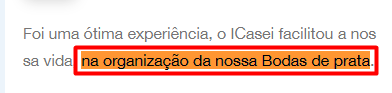 Foi uma ótima experiência, o ICasei facilitou a nos
sa vida na organização da nossa Bodas de prata.